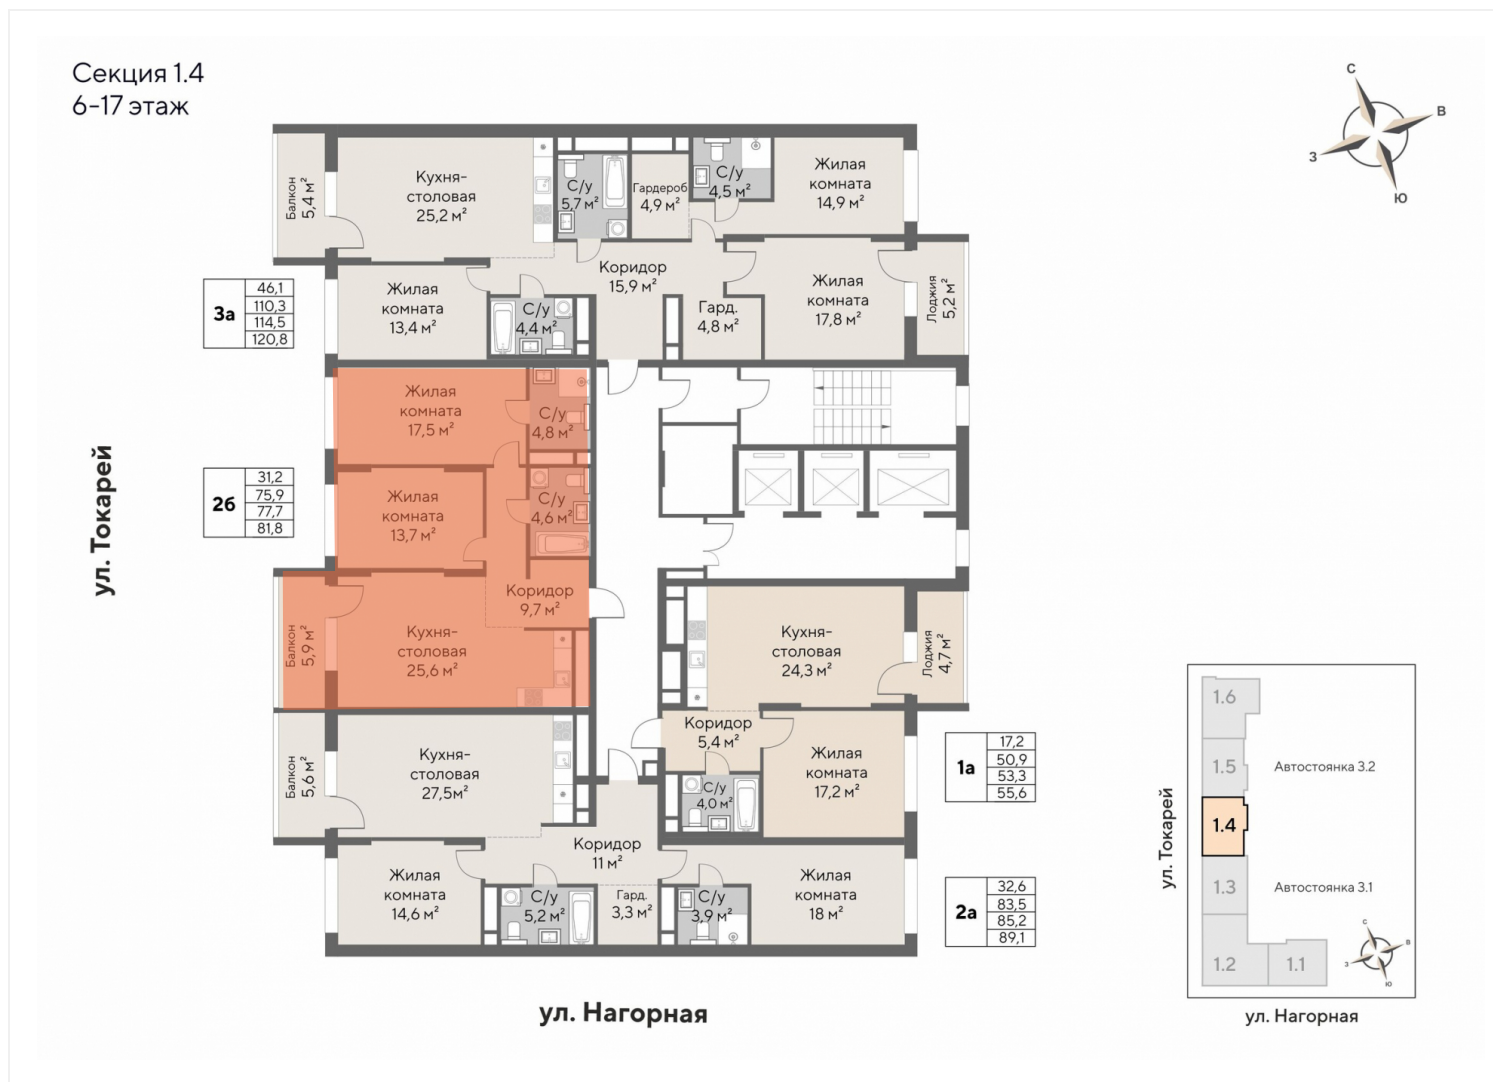 Секция 1.4
6-17 этаж
С
В
З
Ю
Балкон
5,4 м²
Кухня-
столовая
25,2 м²
С/у
5,7 м²
Гардероб
4,9 м²
С/у
4,5 м²
Жилая
комната
14,9 м²
Жилая
комната
13,4 м²
С/у
4,4 м²
Коридор
15,9 м²
Гард.
4,8 м²
Жилая
комната
17,8 м²
Лоджия
5,2 м²
3а
46,1
110,3
114,5
120,8
Жилая
комната
17,5 м²
С/у
4,8 м²
2б
31,2
75,9
77,7
81,8
Жилая
комната
13,7 м²
С/у
4,6 м²
Коридор
9,7 м²
Балкон
5,9 м²
Кухня-
столовая
25,6 м²
ул. Токарей
Кухня-
столовая
24,3 м²
Лоджия
4,7 м²
Коридор
5,4 м²
С/у
4,0 м²
Жилая
комната
17,2 м²
1а
17,2
50,9
53,3
55,6
Балкон
5,6 м²
Кухня-
столовая
27,5м²
Коридор
11 м²
Жилая
комната
14,6 м²
С/у
5,2 м²
Гард.
3,3 м²
С/у
3,9 м²
Жилая
комната
18 м²
2а
32,6
83,5
85,2
89,1
ул. Нагорная
1.6
1.5
Автостоянка 3.2
1.4
1.3
Автостоянка 3.1
1.2
1.1
С
В
З
Ю
ул. Токарей
ул. Нагорная